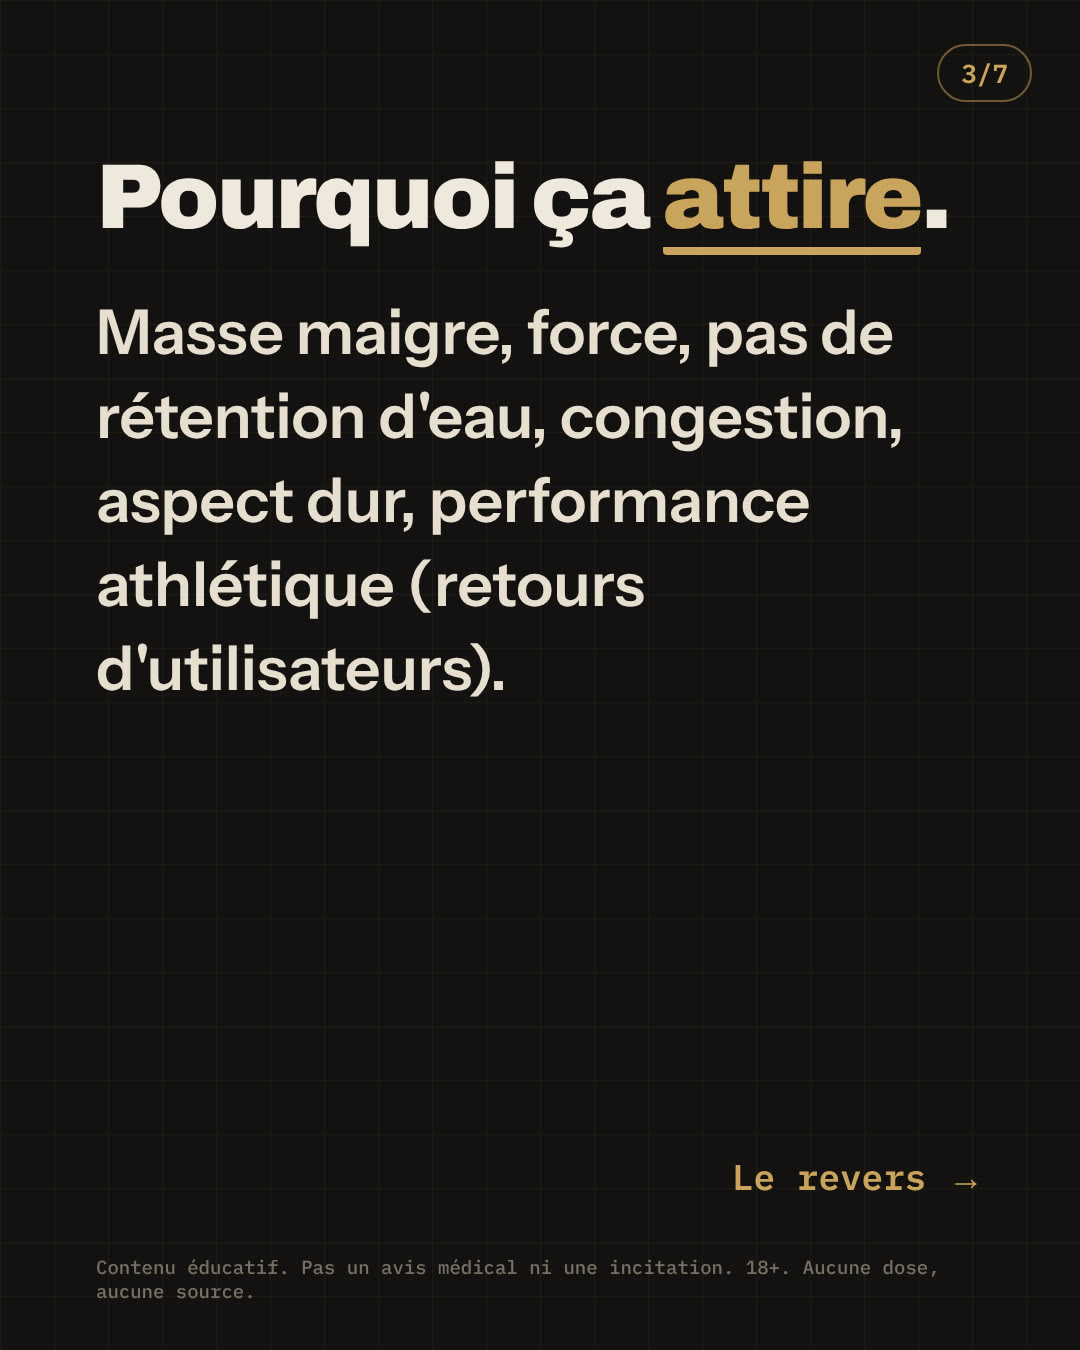 3/7
Pourquoi ça attire.
Masse maigre, force, pas de
rétention d'eau, congestion,
aspect dur, performance
athlétique (retours
d'utilisateurs).
Le revers →
Contenu éducatif. Pas un avis médical ni une incitation. 18+. Aucune dose,
aucune source.